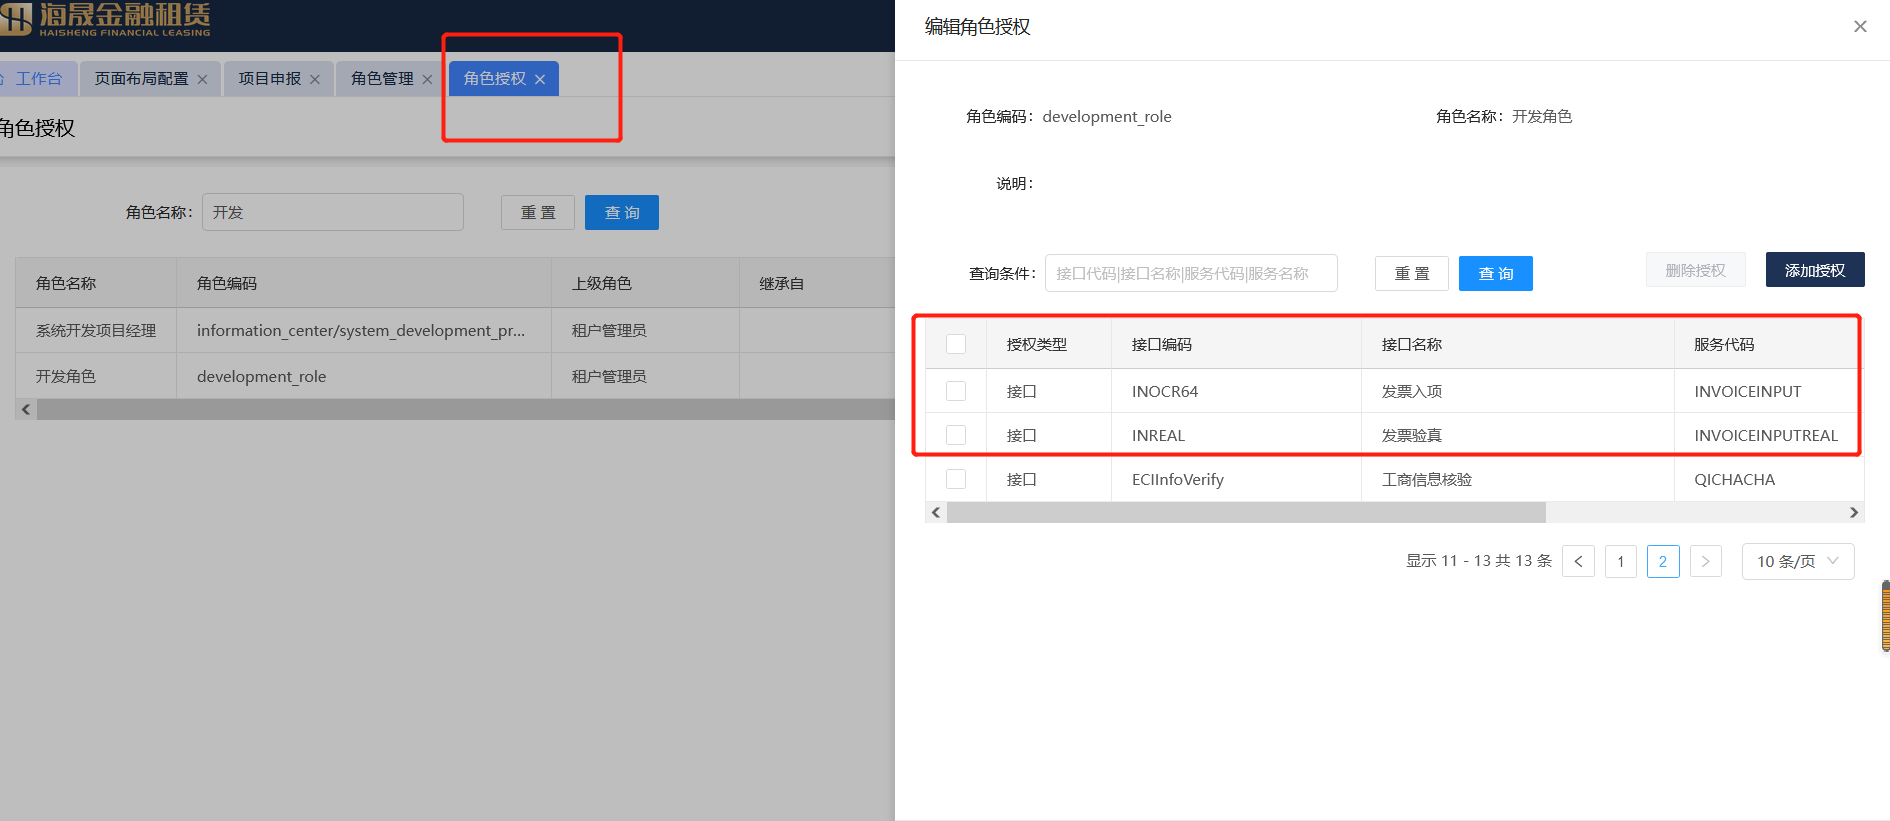 海晟金融租赁
HAISHENG FINANCIAL LEASING
工作台 页面布局配置 项目申报 角色管理 角色授权
角色授权
角色名称： 开发 重 置 查 询
角色名称 角色编码 上级角色 继承自
系统开发项目经理 information_center/system_development_pr... 租户管理员
开发角色 development_role 租户管理员
编辑角色授权
角色编码： development_role 角色名称： 开发角色
说明：
查询条件： 接口代码|接口名称|服务代码|服务名称 重 置 查 询 删除授权 添加授权
授权类型 接口编码 接口名称 服务代码
接口 INOCR64 发票入项 INVOICEINPUT
接口 INREAL 发票验真 INVOICEINPUTREAL
接口 ECIInfoVerify 工商信息核验 QICHACHA
显示 11 - 13 共 13 条 < 1 2 > 10 条/页